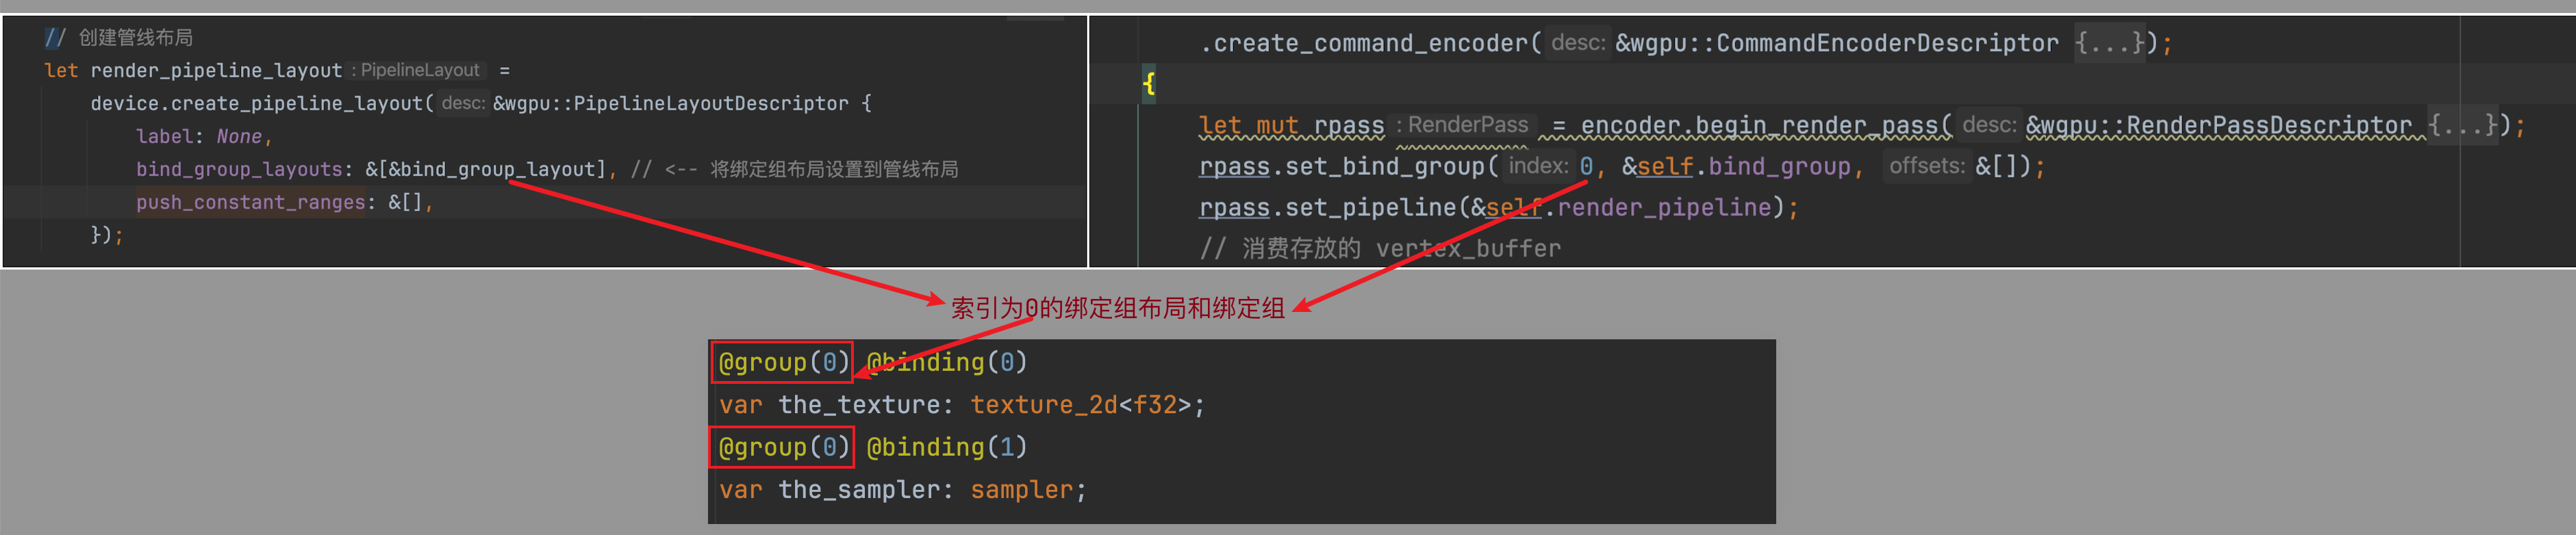 // 创建管线布局
let render_pipeline_layout : PipelineLayout =
device.create_pipeline_layout( desc: &wgpu::PipelineLayoutDescriptor {
label: None,
bind_group_layouts: &[&bind_group_layout], // <-- 将绑定组布局设置到管线布局
push_constant_ranges: &[],
});
.create_command_encoder( desc: &wgpu::CommandEncoderDescriptor {...});
{
let mut rpass : RenderPass = encoder.begin_render_pass( desc: &wgpu::RenderPassDescriptor {...});
rpass.set_bind_group( index: 0, &self.bind_group, offsets: &[]);
rpass.set_pipeline(&self.render_pipeline);
// 消费存放的 vertex_buffer
索引为0的绑定组布局和绑定组
@group(0) @binding(0)
var the_texture: texture_2d<f32>;
@group(0) @binding(1)
var the_sampler: sampler;